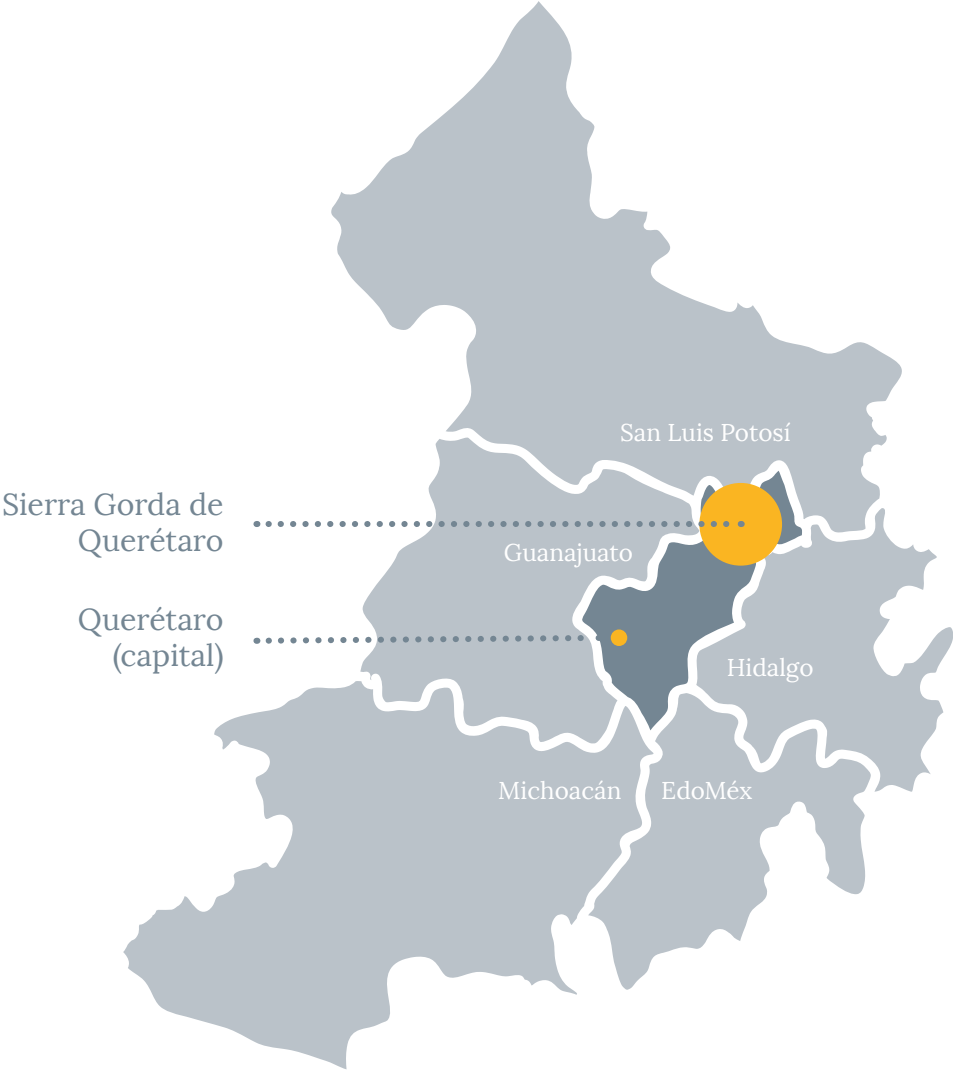 San Luis Potosí
Sierra Gorda de
Querétaro
Guanajuato
Querétaro
(capital)
Hidalgo
Michoacán
EdoMéx